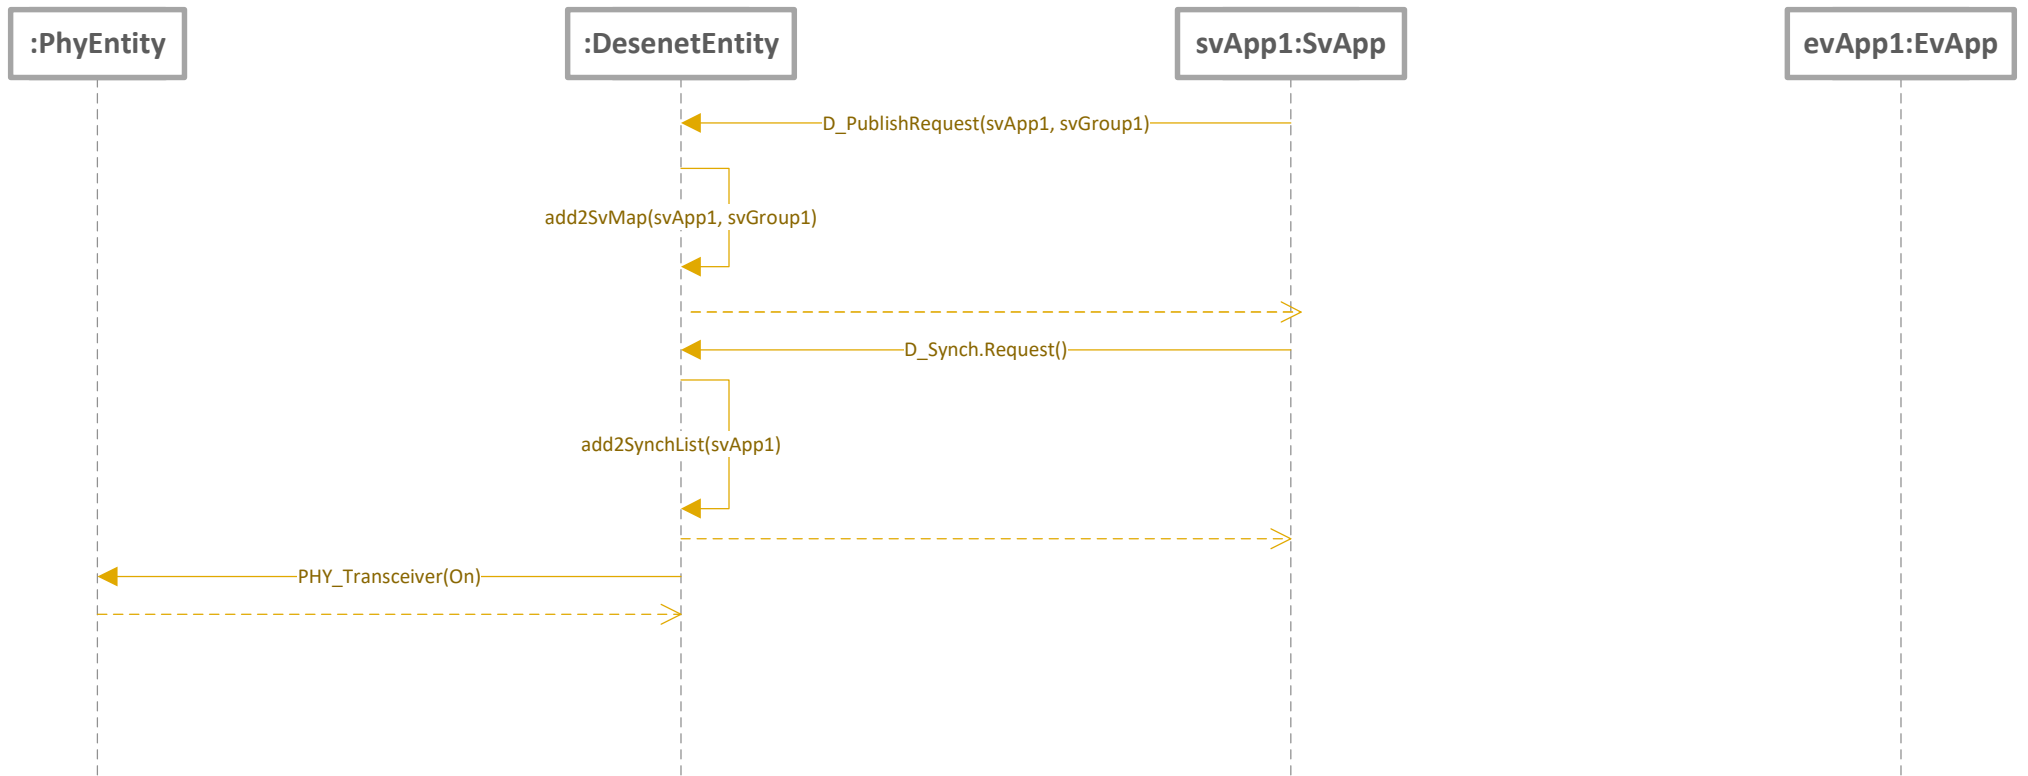 :PhyEntity
:DesenetEntity
svApp1:SvApp
evApp1:EvApp
D_PublishRequest(svApp1, svGroup1)
add2SvMap(svApp1, svGroup1)
D_Synch.Request()
add2SynchList(svApp1)
PHY_Transceiver(On)